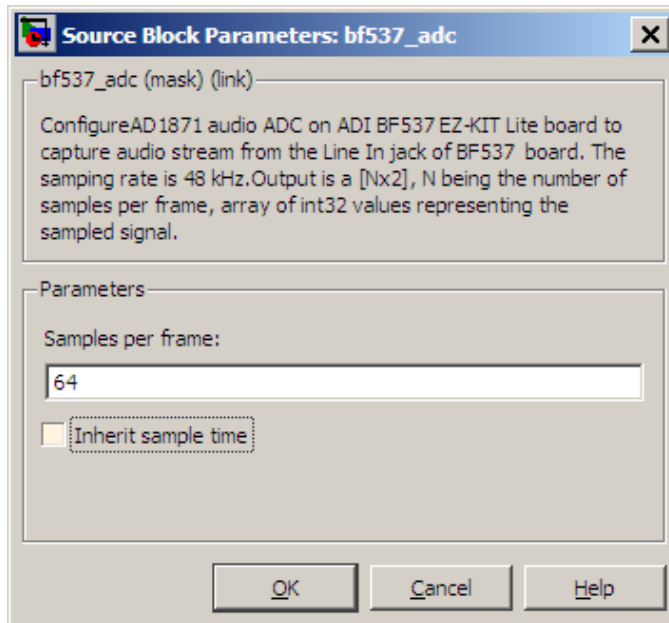 Source Block Parameters: bf537_adc
bf537_adc (mask) (link)
ConfigureAD1871 audio ADC on ADI BF537 EZ-KIT Lite board to
capture audio stream from the Line In jack of BF537 board. The
samping rate is 48 kHz.Output is a [Nx2], N being the number of
samples per frame, array of int32 values representing the
sampled signal.
Parameters
Samples per frame:
64
Inherit sample time
OK Cancel Help